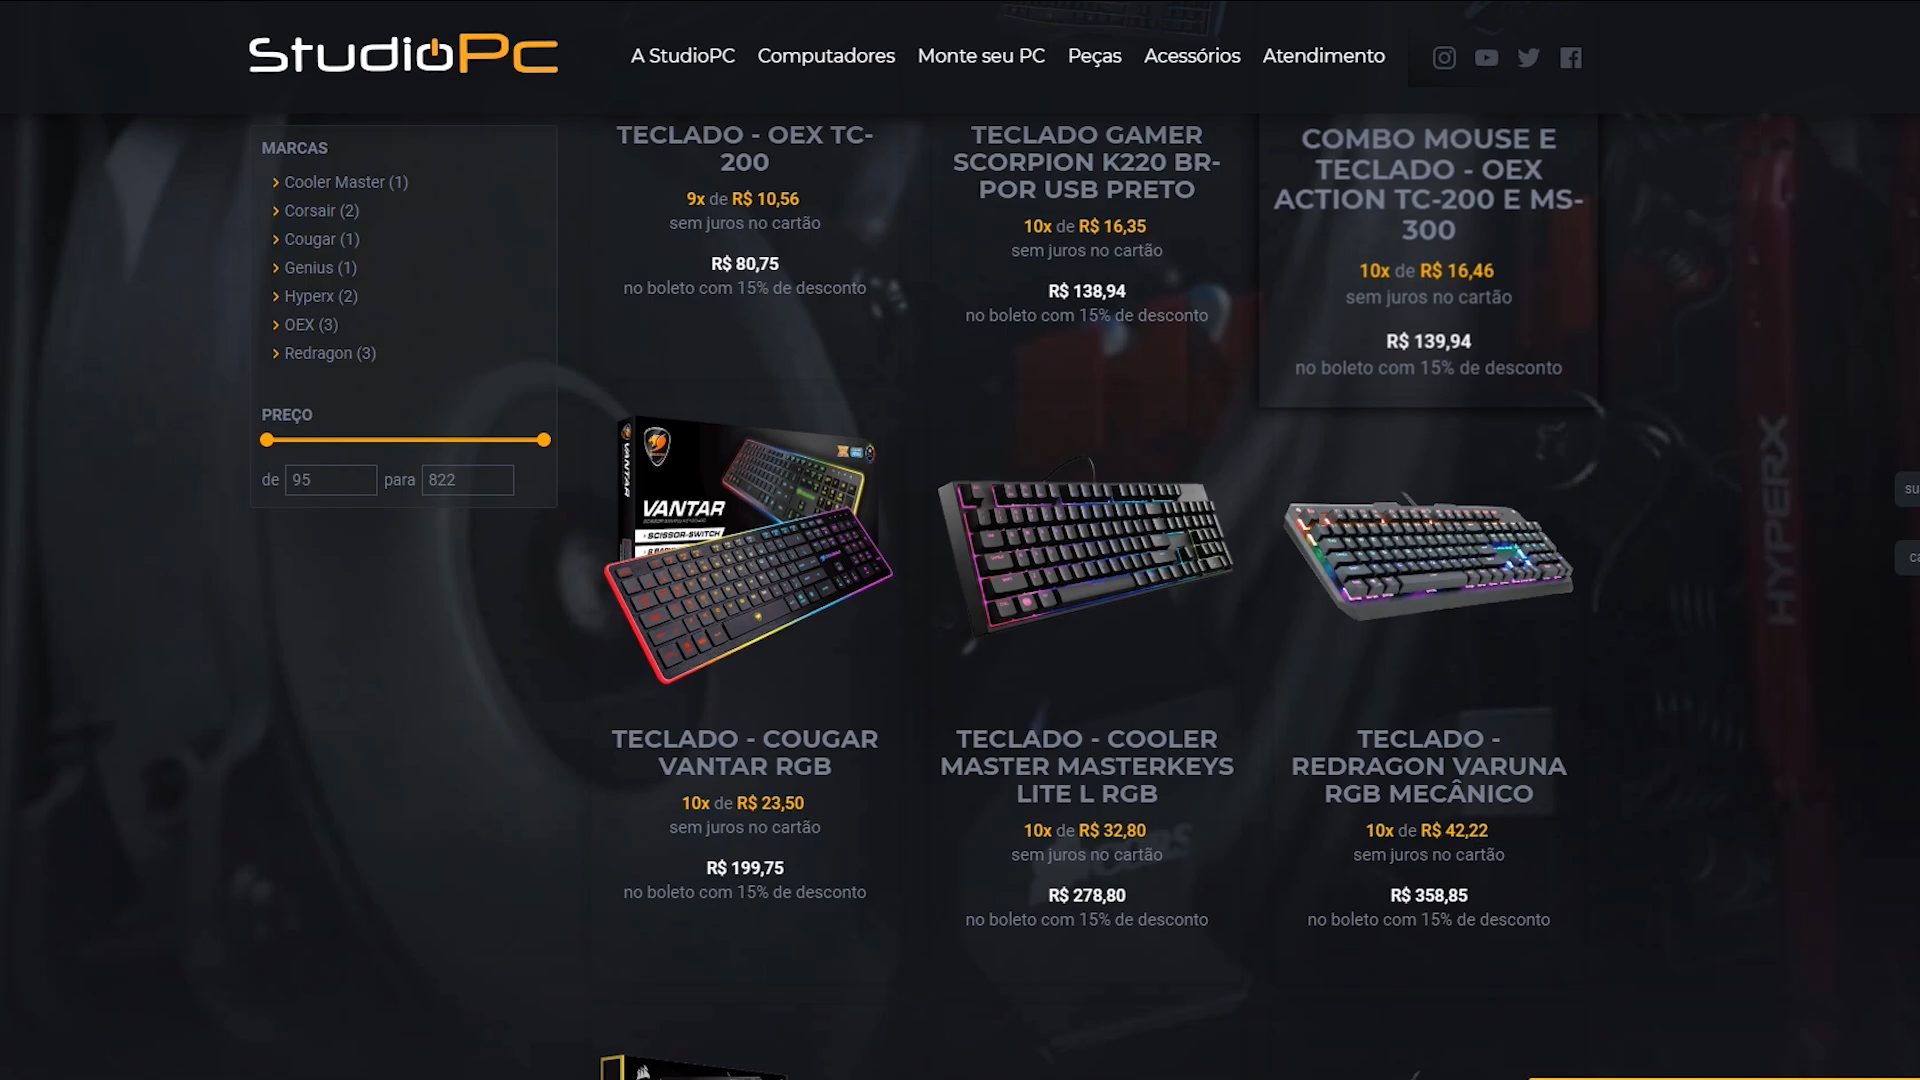 StudioPC
A StudioPC
Computadores
Monte seu PC
Peças
Acessórios
Atendimento
MARCAS
Cooler Master (1)
Corsair (2)
Cougar (1)
Genius (1)
Hyperx (2)
OEX (3)
Redragon (3)
PREÇO
de 95 para 822
TECLADO - OEX TC-
200
9x de R$ 10,56
sem juros no cartão
R$ 80,75
no boleto com 15% de desconto
TECLADO GAMER
SCORPION K220 BR-
POR USB PRETO
10x de R$ 16,35
sem juros no cartão
R$ 138,94
no boleto com 15% de desconto
COMBO MOUSE E
TECLADO - OEX
ACTION TC-200 E MS-
300
10x de R$ 16,46
sem juros no cartão
R$ 139,94
no boleto com 15% de desconto
VANTAR
VANTAR
SCISSOR-SWITCH
TECLADO - COUGAR
VANTAR RGB
10x de R$ 23,50
sem juros no cartão
R$ 199,75
no boleto com 15% de desconto
TECLADO - COOLER
MASTER MASTERKEYS
LITE L RGB
10x de R$ 32,80
sem juros no cartão
R$ 278,80
no boleto com 15% de desconto
TECLADO -
REDRAGON VARUNA
RGB MECÂNICO
10x de R$ 42,22
sem juros no cartão
R$ 358,85
no boleto com 15% de desconto
HYPERX
su
ca